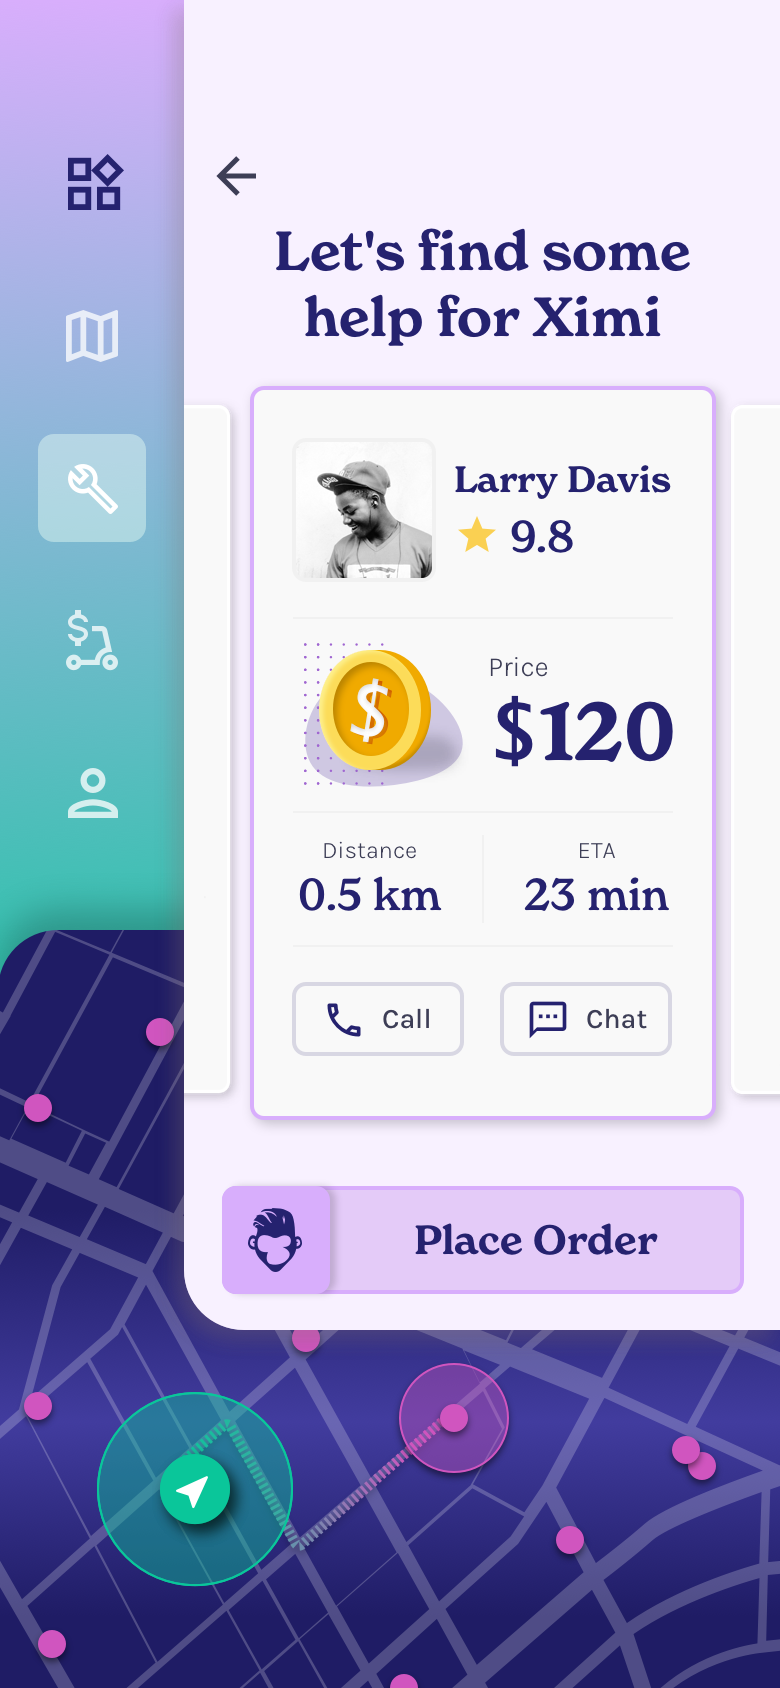 Let's find some
help for Ximi
Larry Davis
9.8
Price
$120
Distance
ETA
0.5 km
23 min
Call
Chat
Place Order